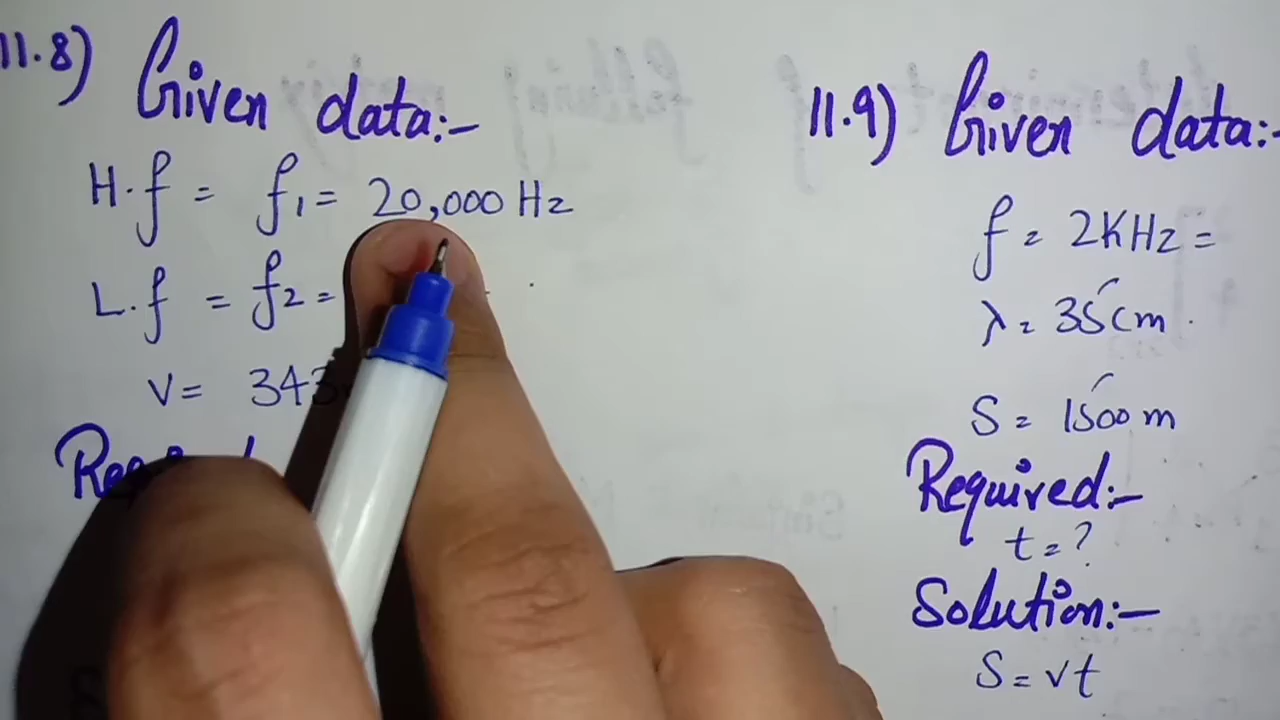 11.8) Given data:-
H.f = f1 = 20,000 Hz
L.f = f2 =
V = 343
11.9) Given data:-
f = 2KHz =
λ = 35cm
S = 1500m
Required:-
t = ?
Solution:-
S = vt